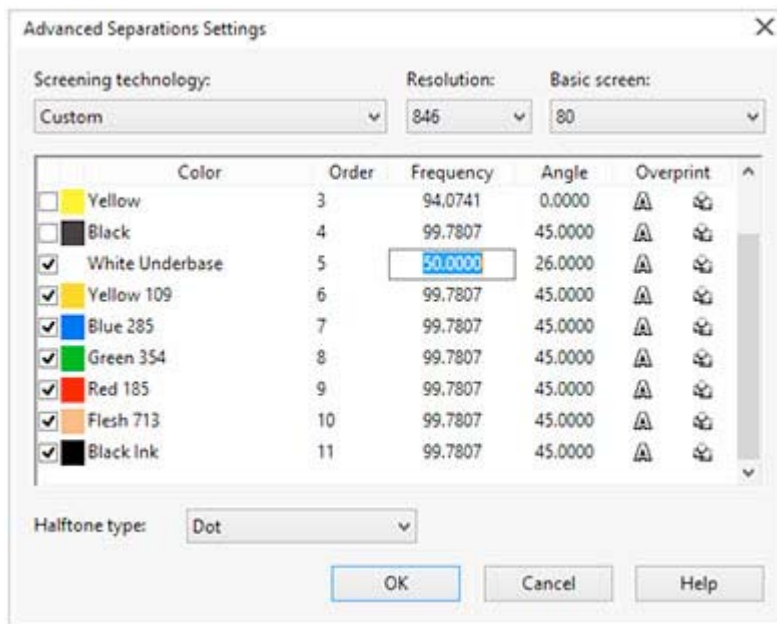 Advanced Separations Settings
Screening technology: Resolution: Basic screen:
Custom 846 80
Color Order Frequency Angle Overprint
Yellow 3 94.0741 0.0000
Black 4 99.7807 45.0000
White Underbase 5 50.0000 26.0000
Yellow 109 6 99.7807 45.0000
Blue 285 7 99.7807 45.0000
Green 354 8 99.7807 45.0000
Red 185 9 99.7807 45.0000
Flesh 713 10 99.7807 45.0000
Black Ink 11 99.7807 45.0000
Halftone type: Dot
OK Cancel Help